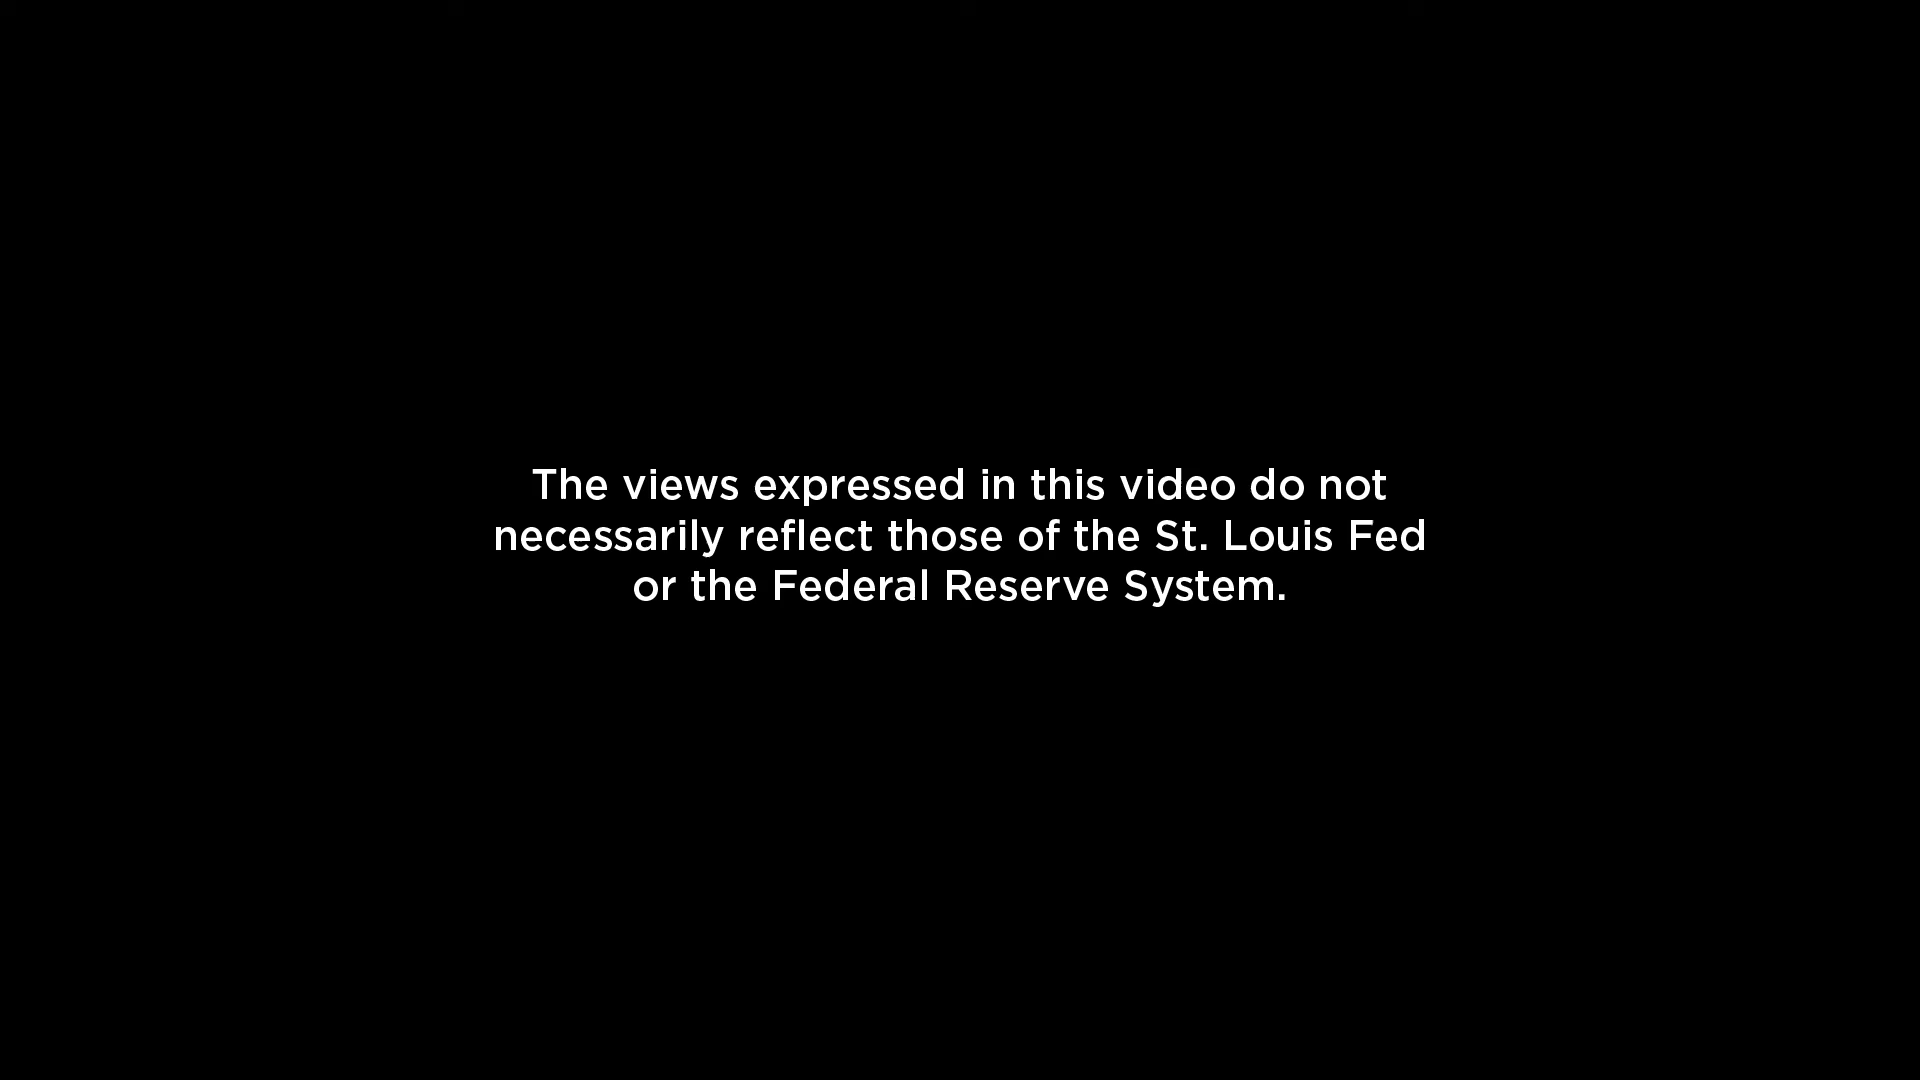 The views expressed in this video do not
necessarily reflect those of the St. Louis Fed
or the Federal Reserve System.